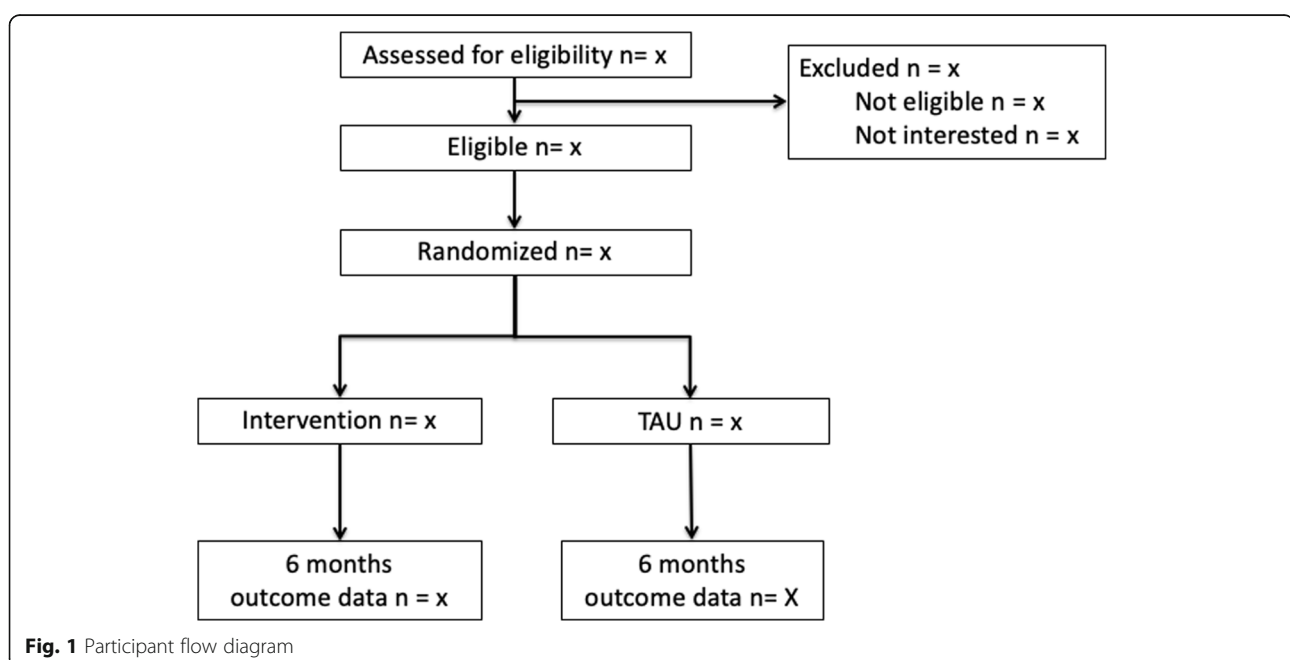 Assessed for eligibility n= x
Excluded n = x
Not eligible n = x
Not interested n = x
Eligible n= x
Randomized n= x
Intervention n= x
TAU n = x
6 months
outcome data n = x
6 months
outcome data n= X
Fig. 1 Participant flow diagram